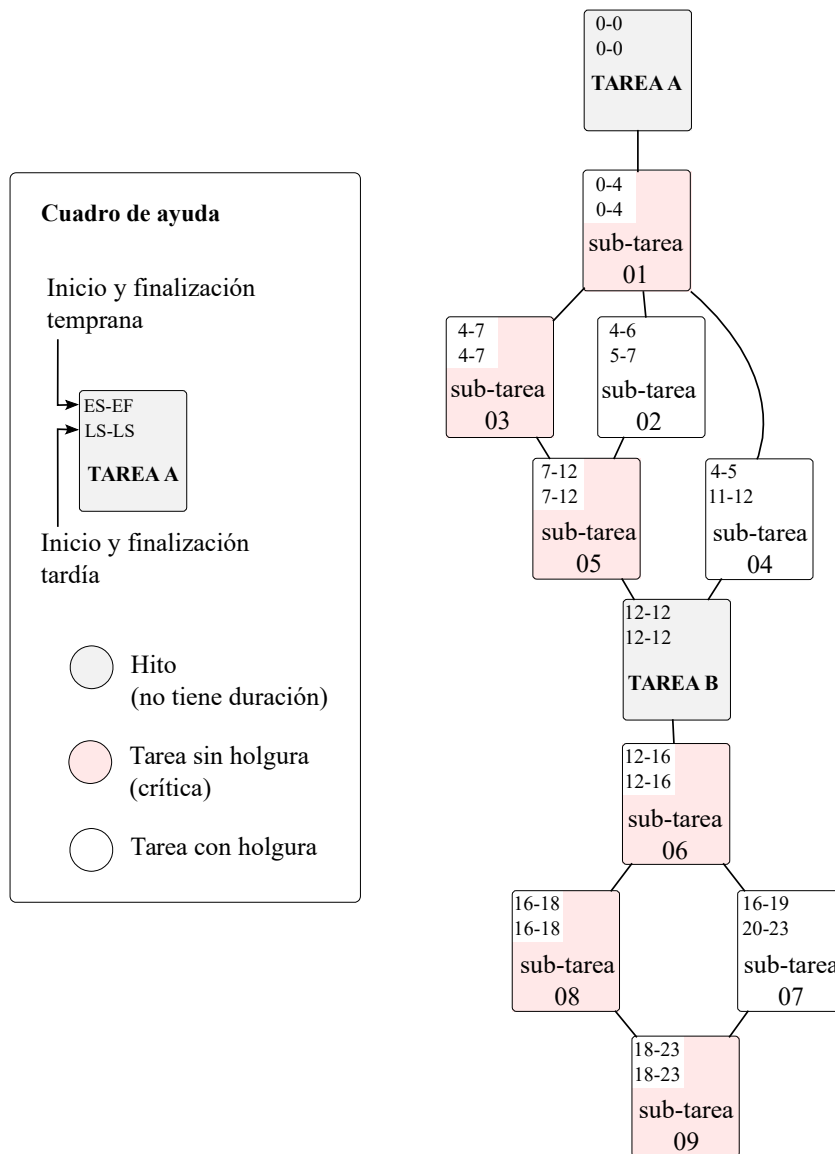 0-0
0-0
TAREA A
0-4
0-4
sub-tarea
01
Cuadro de ayuda
Inicio y finalización
temprana
ES-EF
LS-LS
TAREA A
Inicio y finalización
tardía
Hito
(no tiene duración)
Tarea sin holgura
(crítica)
Tarea con holgura
4-7
4-7
sub-tarea
03
4-6
5-7
sub-tarea
02
7-12
7-12
sub-tarea
05
4-5
11-12
sub-tarea
04
12-12
12-12
TAREA B
12-16
12-16
sub-tarea
06
16-18
16-18
sub-tarea
08
16-19
20-23
sub-tarea
07
18-23
18-23
sub-tarea
09